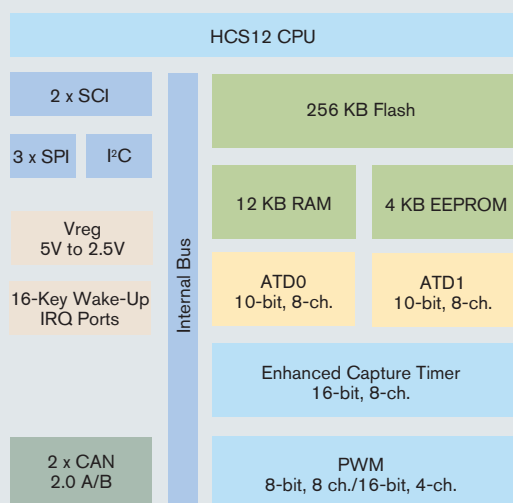 HCS12 CPU
2 x SCI
3 x SPI
I²C
Vreg
5V to 2.5V
16-Key Wake-Up
IRQ Ports
2 x CAN
2.0 A/B
Internal Bus
256 KB Flash
12 KB RAM
4 KB EEPROM
ATD0
10-bit, 8-ch.
ATD1
10-bit, 8-ch.
Enhanced Capture Timer
16-bit, 8-ch.
PWM
8-bit, 8 ch./16-bit, 4-ch.